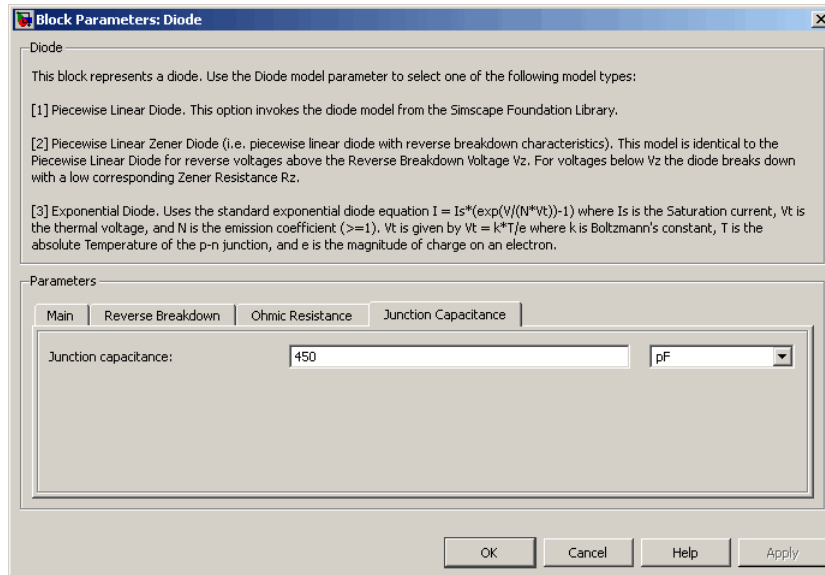 Block Parameters: Diode
Diode
This block represents a diode. Use the Diode model parameter to select one of the following model types:
[1] Piecewise Linear Diode. This option invokes the diode model from the Simscape Foundation Library.
[2] Piecewise Linear Zener Diode (i.e. piecewise linear diode with reverse breakdown characteristics). This model is identical to the
Piecewise Linear Diode for reverse voltages above the Reverse Breakdown Voltage Vz. For voltages below Vz the diode breaks down
with a low corresponding Zener Resistance Rz.
[3] Exponential Diode. Uses the standard exponential diode equation I = Is*(exp(V/(N*Vt))-1) where Is is the Saturation current, Vt is
the thermal voltage, and N is the emission coefficient (>=1). Vt is given by Vt = k*T/e where k is Boltzmann's constant, T is the
absolute Temperature of the p-n junction, and e is the magnitude of charge on an electron.
Parameters
Main Reverse Breakdown Ohmic Resistance Junction Capacitance
Junction capacitance: 450 pF
OK Cancel Help Apply